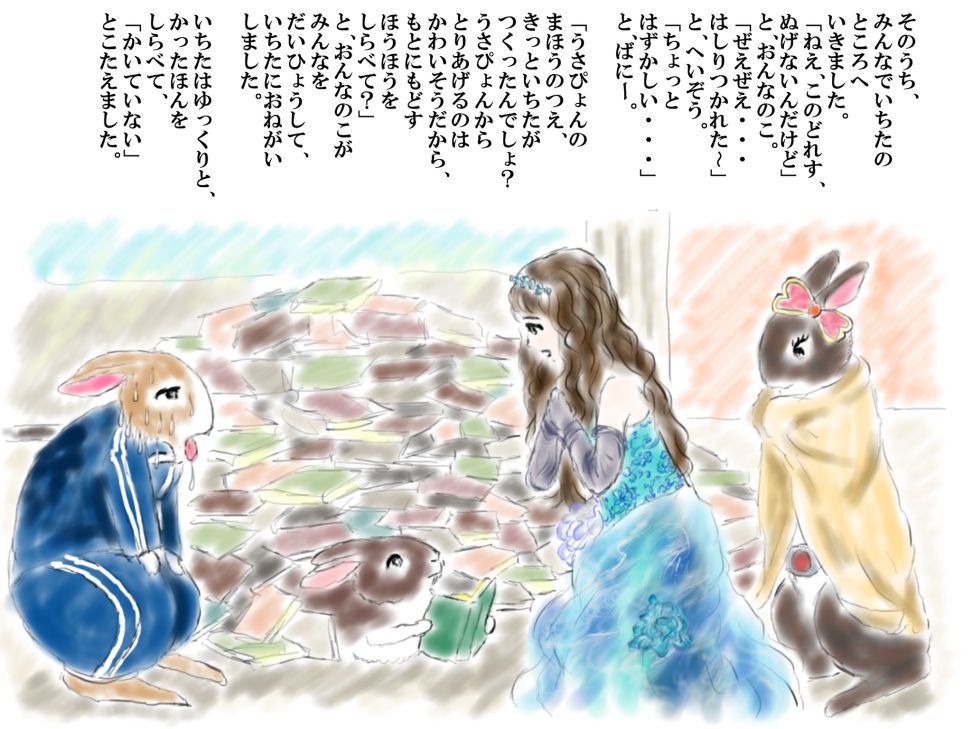 そのうち、
みんなでいちたの
ところへ
いきました。
「ねえ、このどれす、
ぬげないんだけど」
と、おんなのこ。
「ぜえぜえ・・・
はしりつかれた～」
と、へいぞう。
「ちょっと
はずかしい・・・」
と、ばにー。
「うさぴょんの
まほうのつえ、
きっといちたが
つくったんでしょ？
うさぴょんから
とりあげるのは
かわいそうだから、
もとにもどす
ほうほうを
しらべて？」
と、おんなのこが
みんなを
だいひょうして、
いちたにおねがい
しました。
いちたはゆっくりと、
かったほんを
しらべて、
「かいていない」
とこたえました。